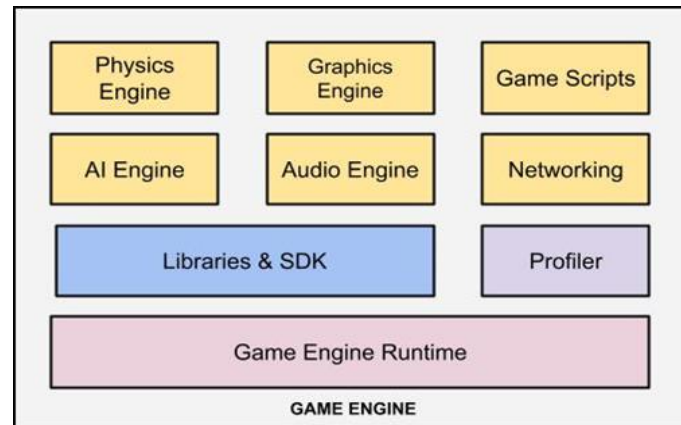 Physics
Engine
Graphics
Engine
Game Scripts
AI Engine
Audio Engine
Networking
Libraries & SDK
Profiler
Game Engine Runtime
GAME ENGINE